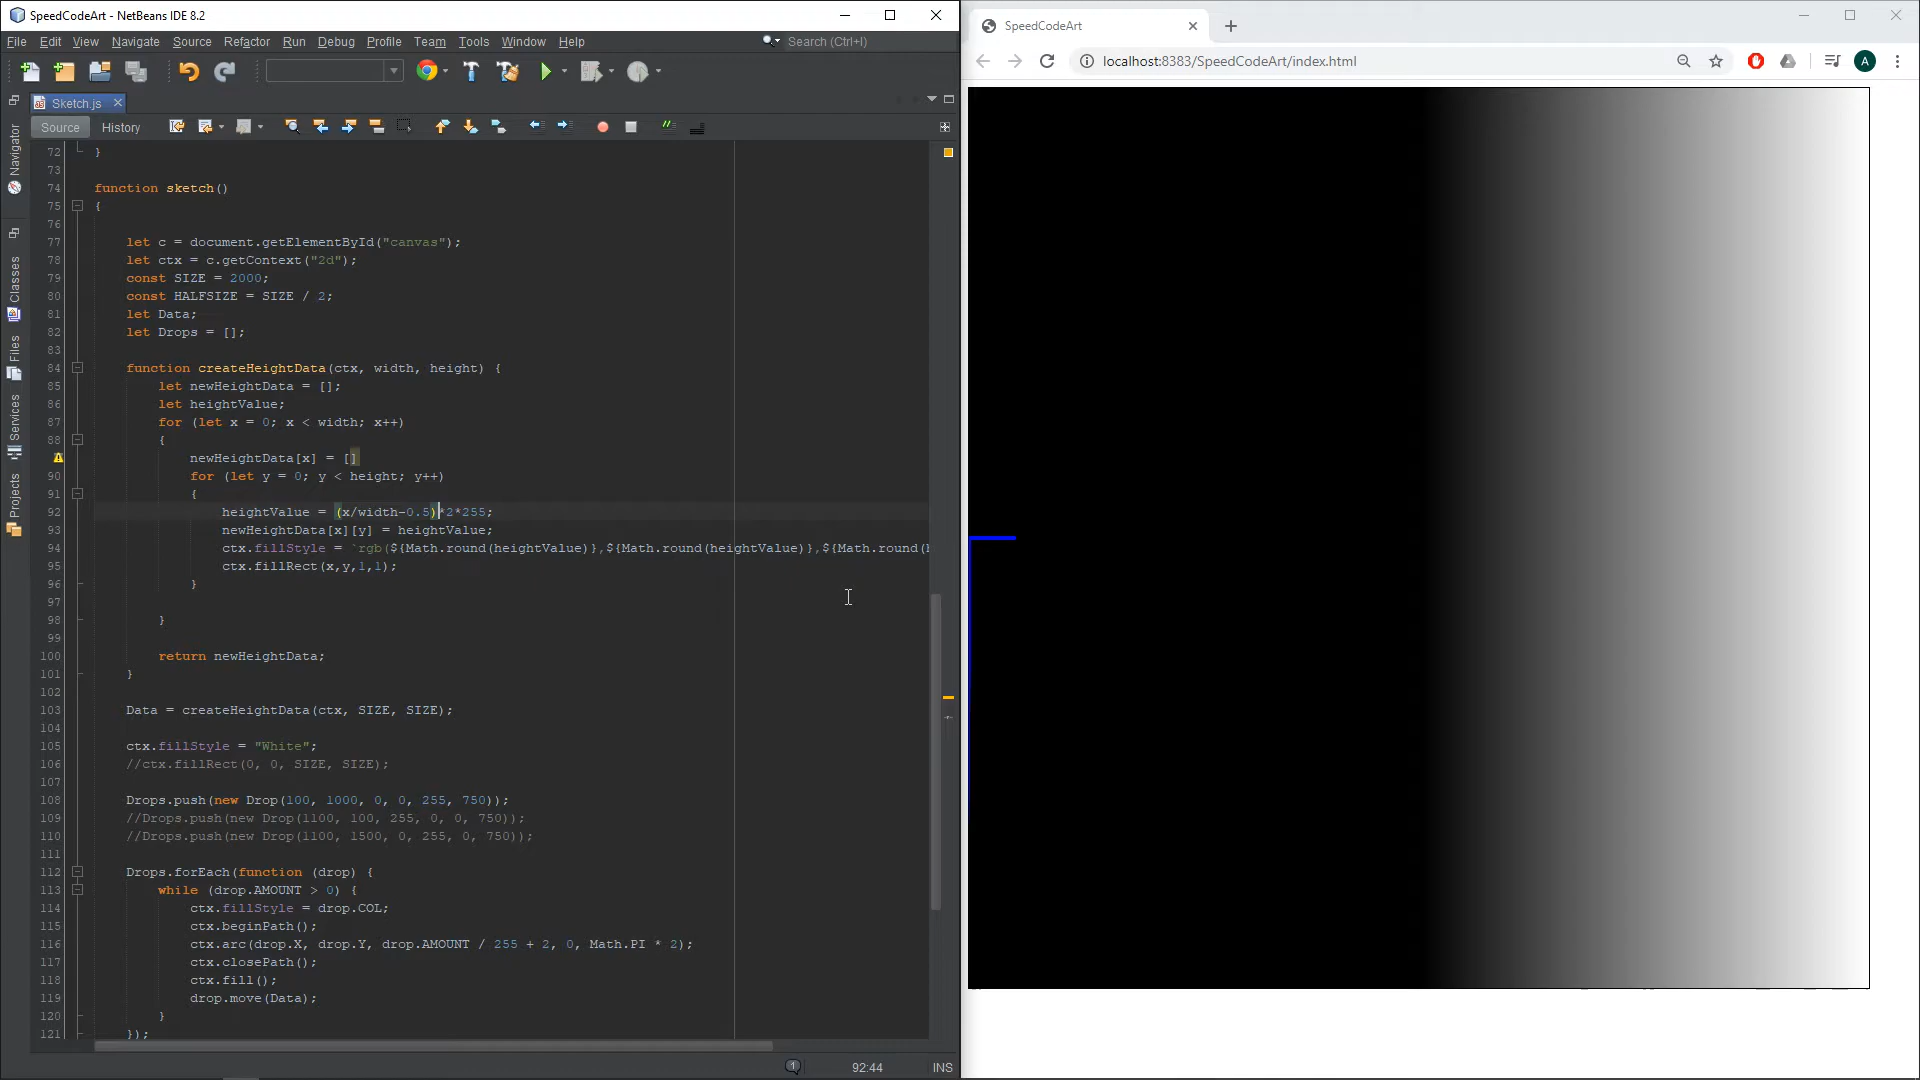 SpeedCodeArt - NetBeans IDE 8.2
File Edit View Navigate Source Refactor Run Debug Profile Team Tools Window Help
Search (Ctrl+I)
Sketch.js
Source History
Navigator
Classes
Files
Services
Projects
72 }
73
74 function sketch()
75 {
76
77 let c = document.getElementById("canvas");
78 let ctx = c.getContext("2d");
79 const SIZE = 2000;
80 const HALFSIZE = SIZE / 2;
81 let Data;
82 let Drops = [];
83
84 function createHeightData(ctx, width, height) {
85 let newHeightData = [];
86 let heightValue;
87 for (let x = 0; x < width; x++)
88 {
newHeightData[x] = []
90 for (let y = 0; y < height; y++)
91 {
92 heightValue = (x/width-0.5)*2*255;
93 newHeightData[x][y] = heightValue;
94 ctx.fillStyle = `rgb(${Math.round(heightValue)},${Math.round(heightValue)},${Math.round(h
95 ctx.fillRect(x,y,1,1);
96 }
97
98 }
99
100 return newHeightData;
101 }
102
103 Data = createHeightData(ctx, SIZE, SIZE);
104
105 ctx.fillStyle = "White";
106 //ctx.fillRect(0, 0, SIZE, SIZE);
107
108 Drops.push(new Drop(100, 1000, 0, 0, 255, 750));
109 //Drops.push(new Drop(1100, 100, 255, 0, 0, 750));
110 //Drops.push(new Drop(1100, 1500, 0, 255, 0, 750));
111
112 Drops.forEach(function (drop) {
113 while (drop.AMOUNT > 0) {
114 ctx.fillStyle = drop.COL;
115 ctx.beginPath();
116 ctx.arc(drop.X, drop.Y, drop.AMOUNT / 255 + 2, 0, Math.PI * 2);
117 ctx.closePath();
118 ctx.fill();
119 drop.move(Data);
120 }
121 });
1
92:44 INS
SpeedCodeArt
localhost:8383/SpeedCodeArt/index.html
A